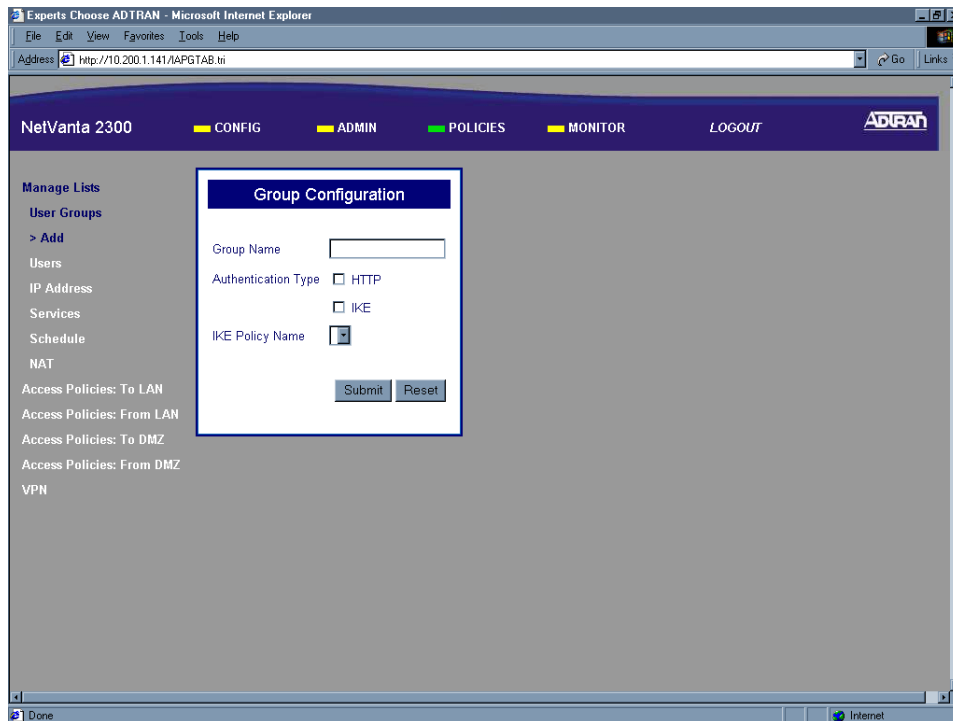 Experts Choose ADTRAN - Microsoft Internet Explorer
File Edit View Favorites Tools Help
Address http://10.200.1.141/IAPGTAB.tri Go Links
NetVanta 2300 CONFIG ADMIN POLICIES MONITOR LOGOUT ADTRAN
Manage Lists
User Groups
> Add
Users
IP Address
Services
Schedule
NAT
Access Policies: To LAN
Access Policies: From LAN
Access Policies: To DMZ
Access Policies: From DMZ
VPN
Group Configuration
Group Name
Authentication Type HTTP
IKE
IKE Policy Name
Submit Reset
Done Internet